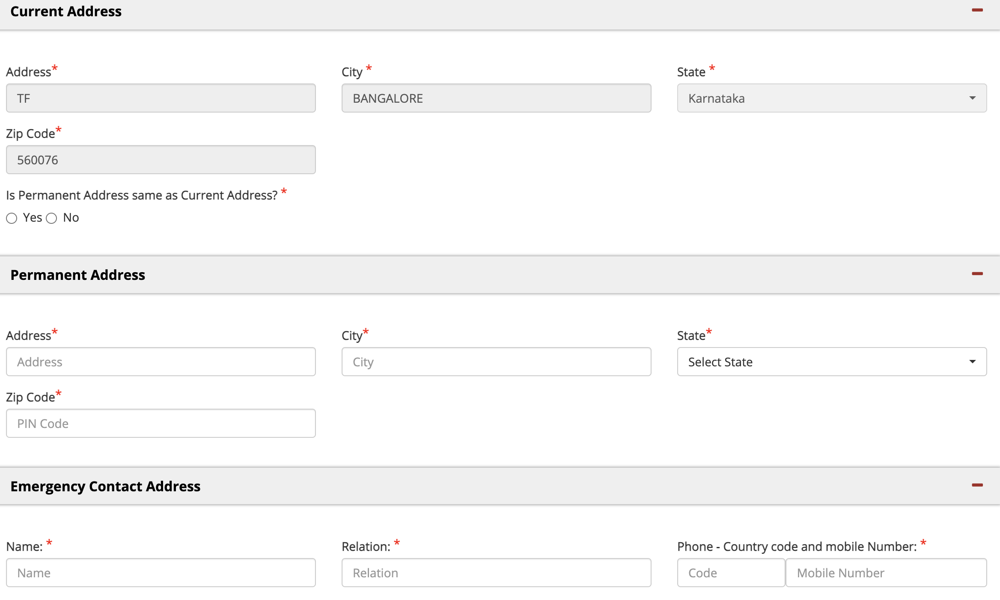 Current Address
Address* City * State *
TF BANGALORE Karnataka
Zip Code*
560076
Is Permanent Address same as Current Address? *
Yes No
Permanent Address
Address* City* State*
Address City Select State
Zip Code*
PIN Code
Emergency Contact Address
Name: * Relation: * Phone - Country code and mobile Number: *
Name Relation Code Mobile Number